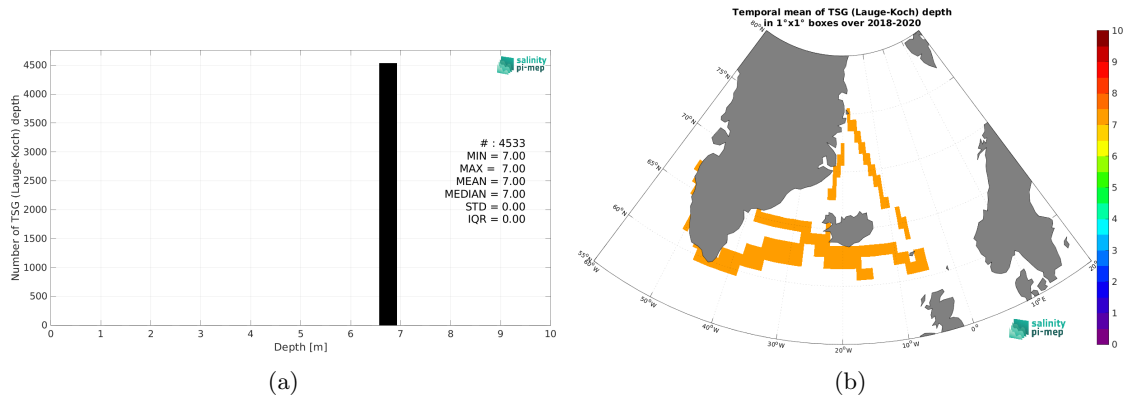 4500
4000
3500
3000
2500
2000
1500
1000
500
0
Number of TSG (Lauge-Koch) depth
0 1 2 3 4 5 6 7 8 9 10
Depth [m]
salinity
pi-mep
# : 4533
MIN = 7.00
MAX = 7.00
MEAN = 7.00
MEDIAN = 7.00
STD = 0.00
IQR = 0.00
(a)
Temporal mean of TSG (Lauge-Koch) depth
in 1°x1° boxes over 2018-2020
80°N
75°N
70°N
65°N
60°N
55°N
60°W
50°W
40°W
30°W
20°W
10°W
0°
10°E
salinity
pi-mep
10
9
8
7
6
5
4
3
2
1
0
(b)